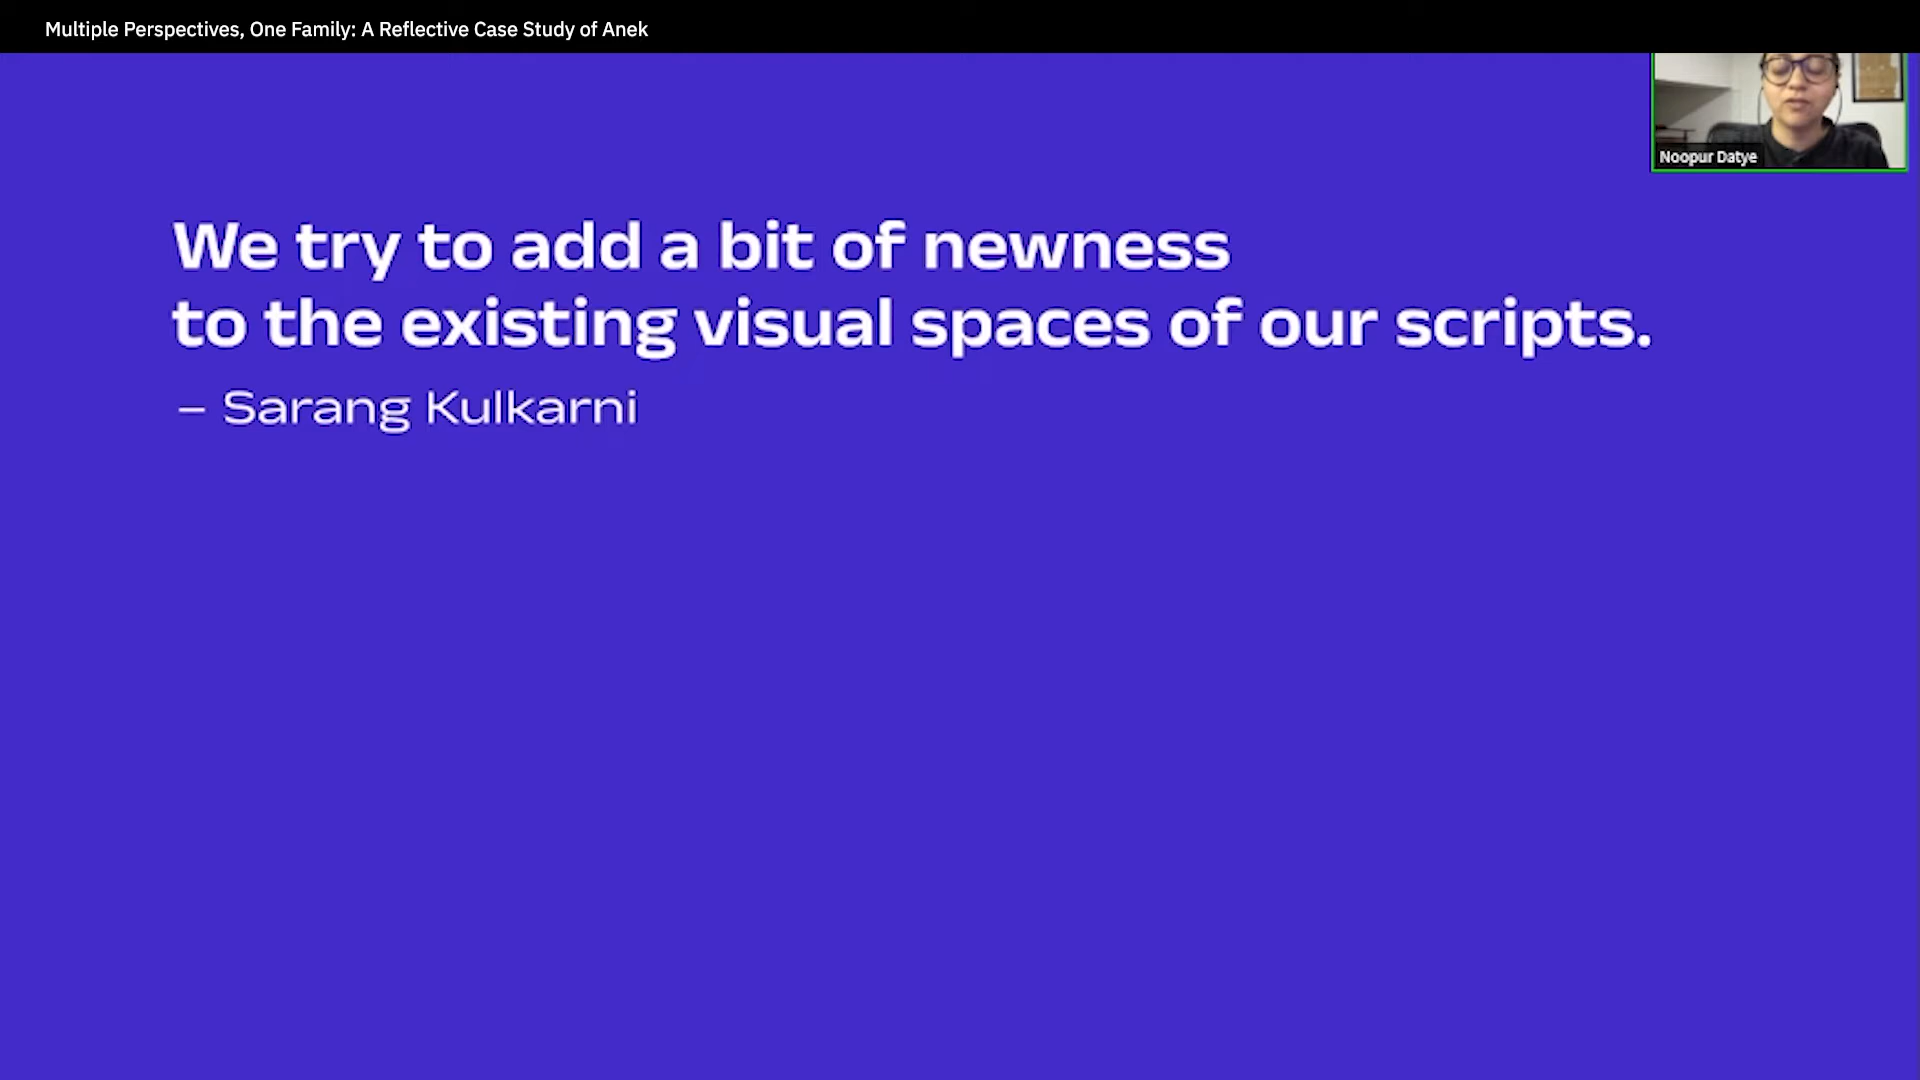 Multiple Perspectives, One Family: A Reflective Case Study of Anek
Noopur Datye
We try to add a bit of newness
to the existing visual spaces of our scripts.
– Sarang Kulkarni